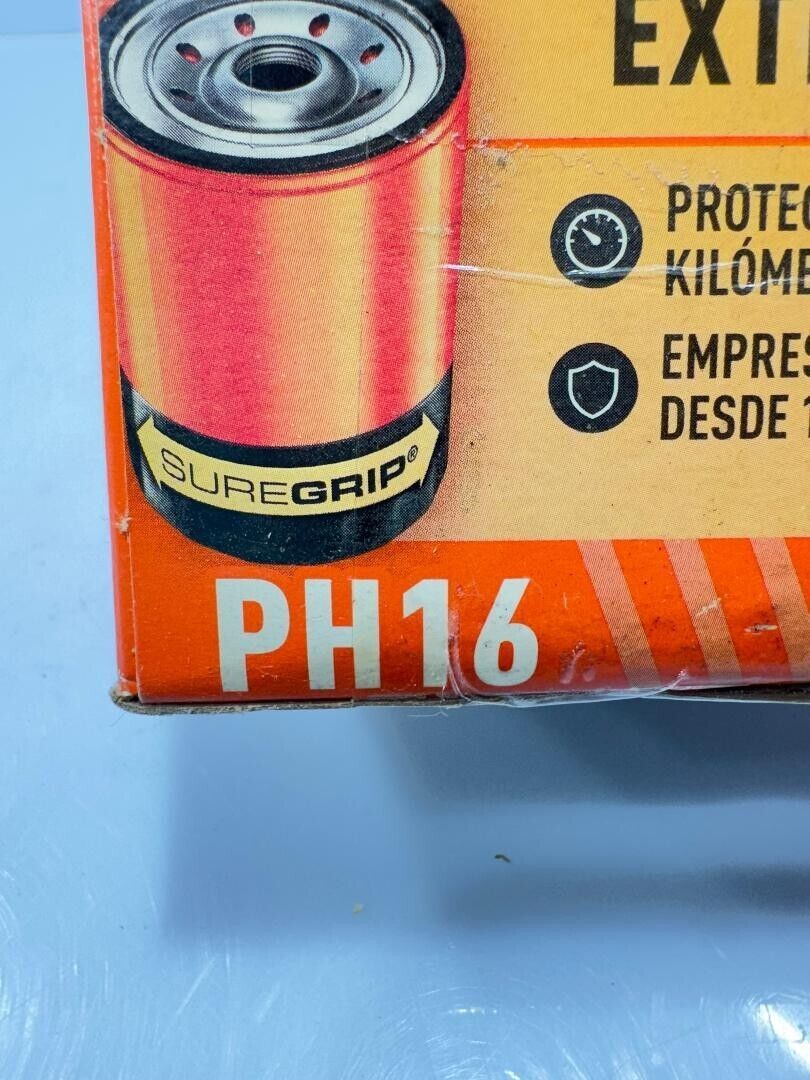 EXT
PROTEC
KILÓME
EMPRES
DESDE 1
SUREGRIP®
PH16